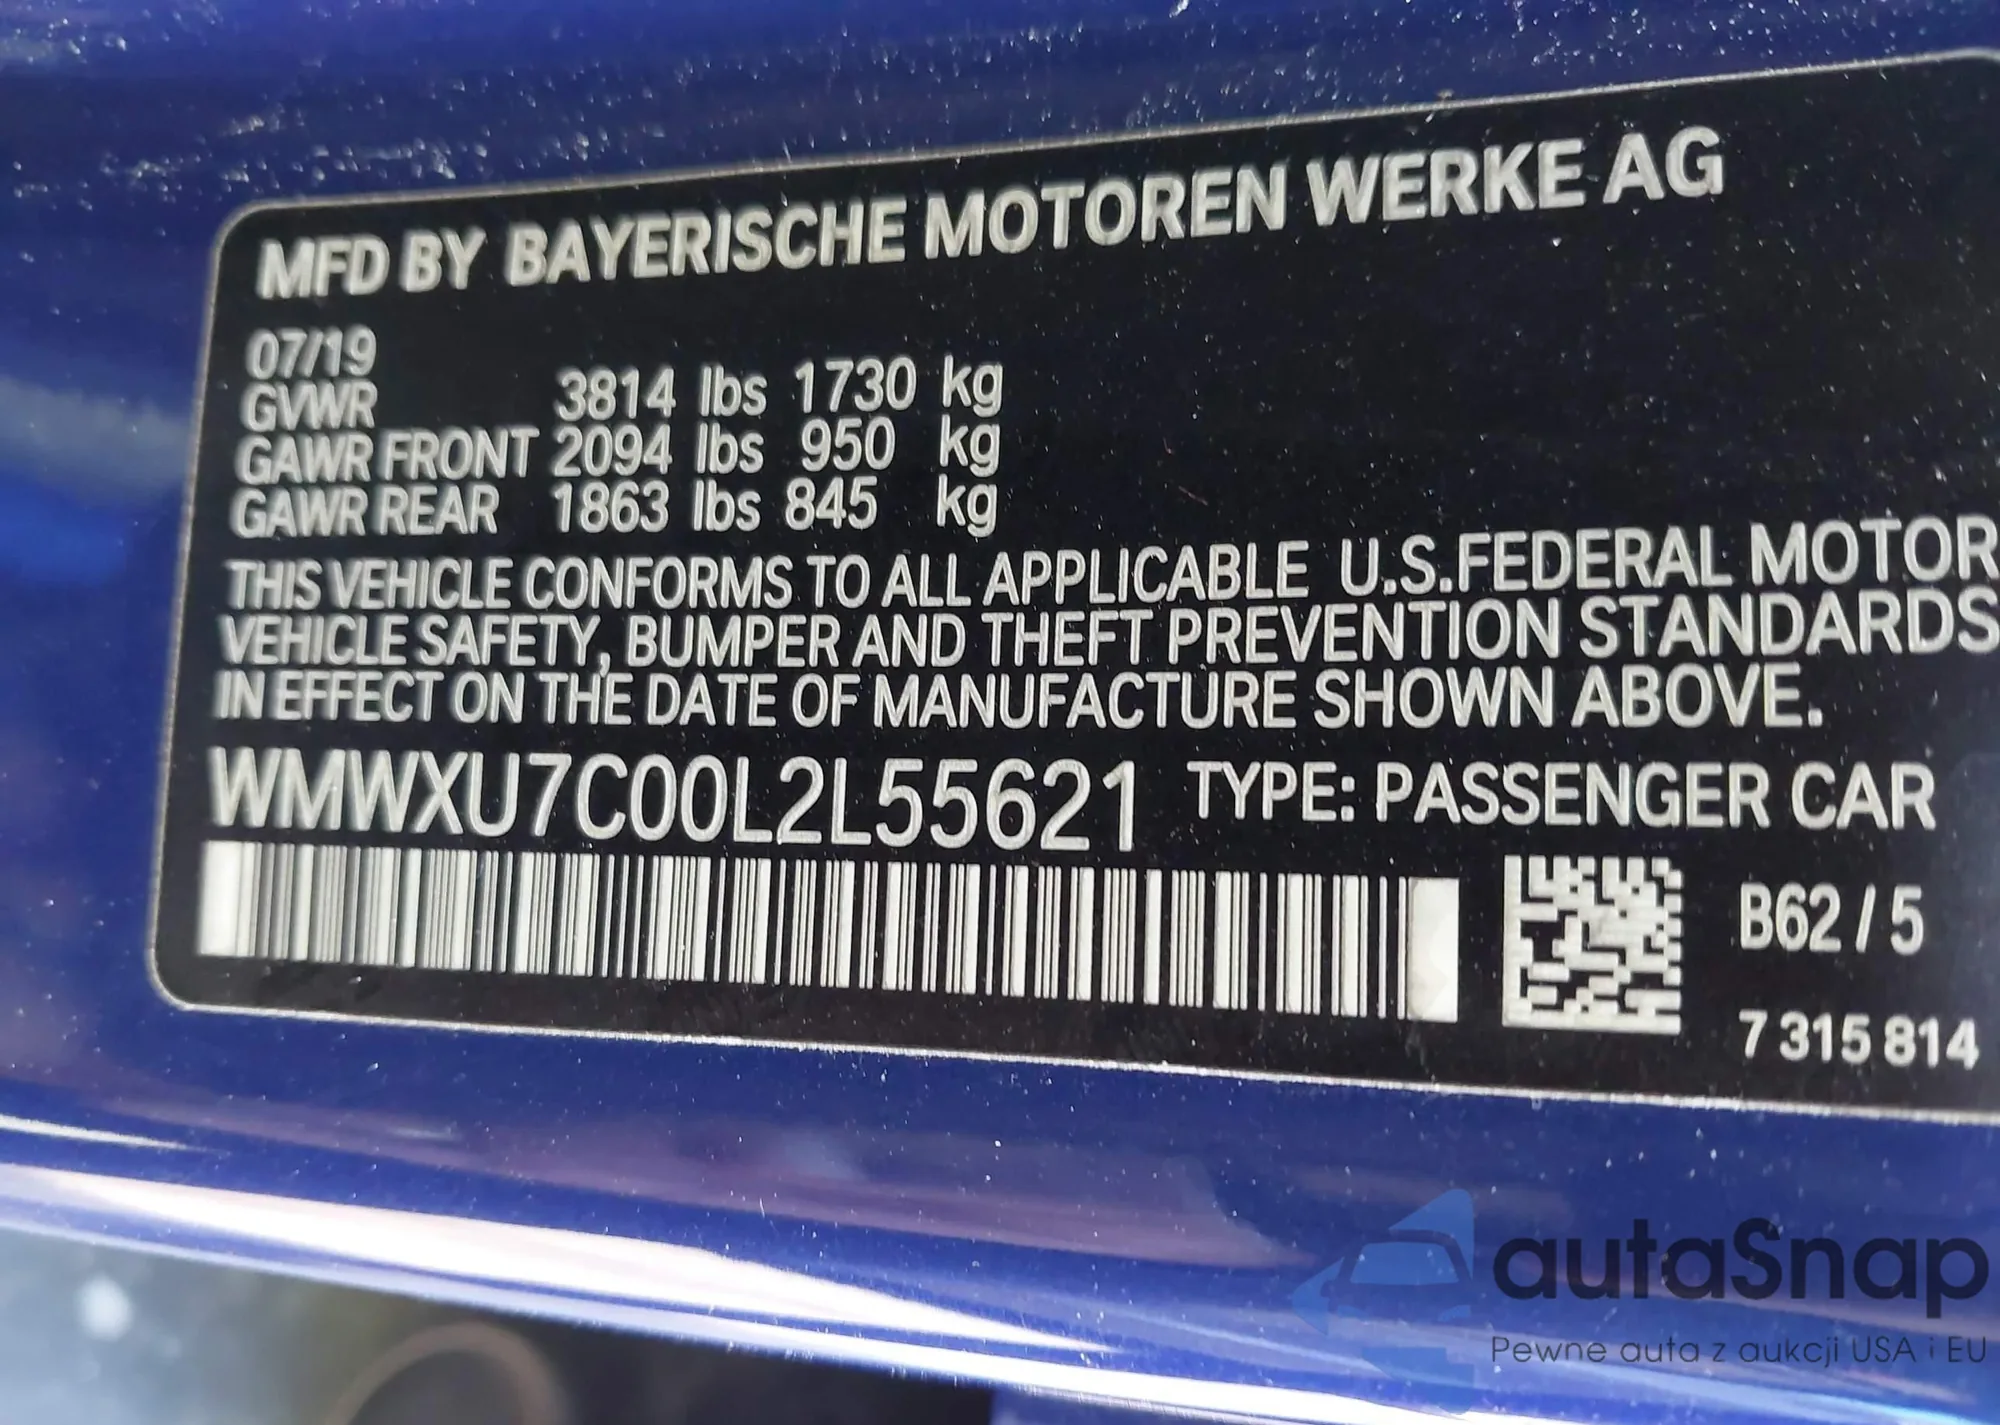 MFD BY BAYERISCHE MOTOREN WERKE AG
07/19
GVWR 3814 lbs 1730 kg
GAWR FRONT 2094 lbs 950 kg
GAWR REAR 1863 lbs 845 kg
THIS VEHICLE CONFORMS TO ALL APPLICABLE U.S.FEDERAL MOTOR
VEHICLE SAFETY, BUMPER AND THEFT PREVENTION STANDARDS
IN EFFECT ON THE DATE OF MANUFACTURE SHOWN ABOVE.
WMWXU7C00L2L55621 TYPE: PASSENGER CAR
B62 / 5
7 315 814
autaSnap
Pewne auta z aukcji USA i EU